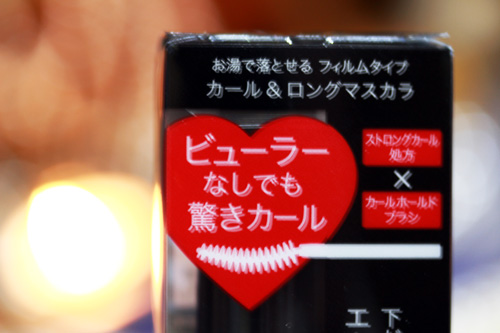 お湯で落とせる フィルムタイプ
カール＆ロングマスカラ
ビューラー
なしでも
驚きカール
ストロングカール
処方
×
カールホールド
ブラシ
下
エ